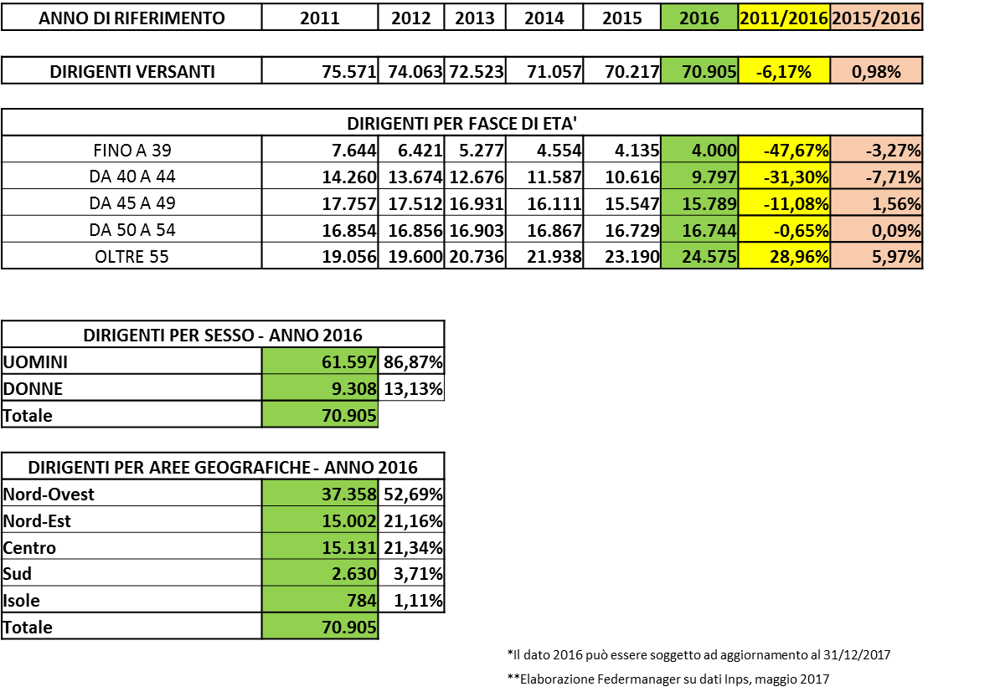 ANNO DI RIFERIMENTO 2011 2012 2013 2014 2015 2016 2011/2016 2015/2016
DIRIGENTI VERSANTI 75.571 74.063 72.523 71.057 70.217 70.905 -6,17% 0,98%
DIRIGENTI PER FASCE DI ETA'
FINO A 39 7.644 6.421 5.277 4.554 4.135 4.000 -47,67% -3,27%
DA 40 A 44 14.260 13.674 12.676 11.587 10.616 9.797 -31,30% -7,71%
DA 45 A 49 17.757 17.512 16.931 16.111 15.547 15.789 -11,08% 1,56%
DA 50 A 54 16.854 16.856 16.903 16.867 16.729 16.744 -0,65% 0,09%
OLTRE 55 19.056 19.600 20.736 21.938 23.190 24.575 28,96% 5,97%
DIRIGENTI PER SESSO - ANNO 2016
UOMINI 61.597 86,87%
DONNE 9.308 13,13%
Totale 70.905
DIRIGENTI PER AREE GEOGRAFICHE - ANNO 2016
Nord-Ovest 37.358 52,69%
Nord-Est 15.002 21,16%
Centro 15.131 21,34%
Sud 2.630 3,71%
Isole 784 1,11%
Totale 70.905
*Il dato 2016 può essere soggetto ad aggiornamento al 31/12/2017
**Elaborazione Federmanager su dati Inps, maggio 2017